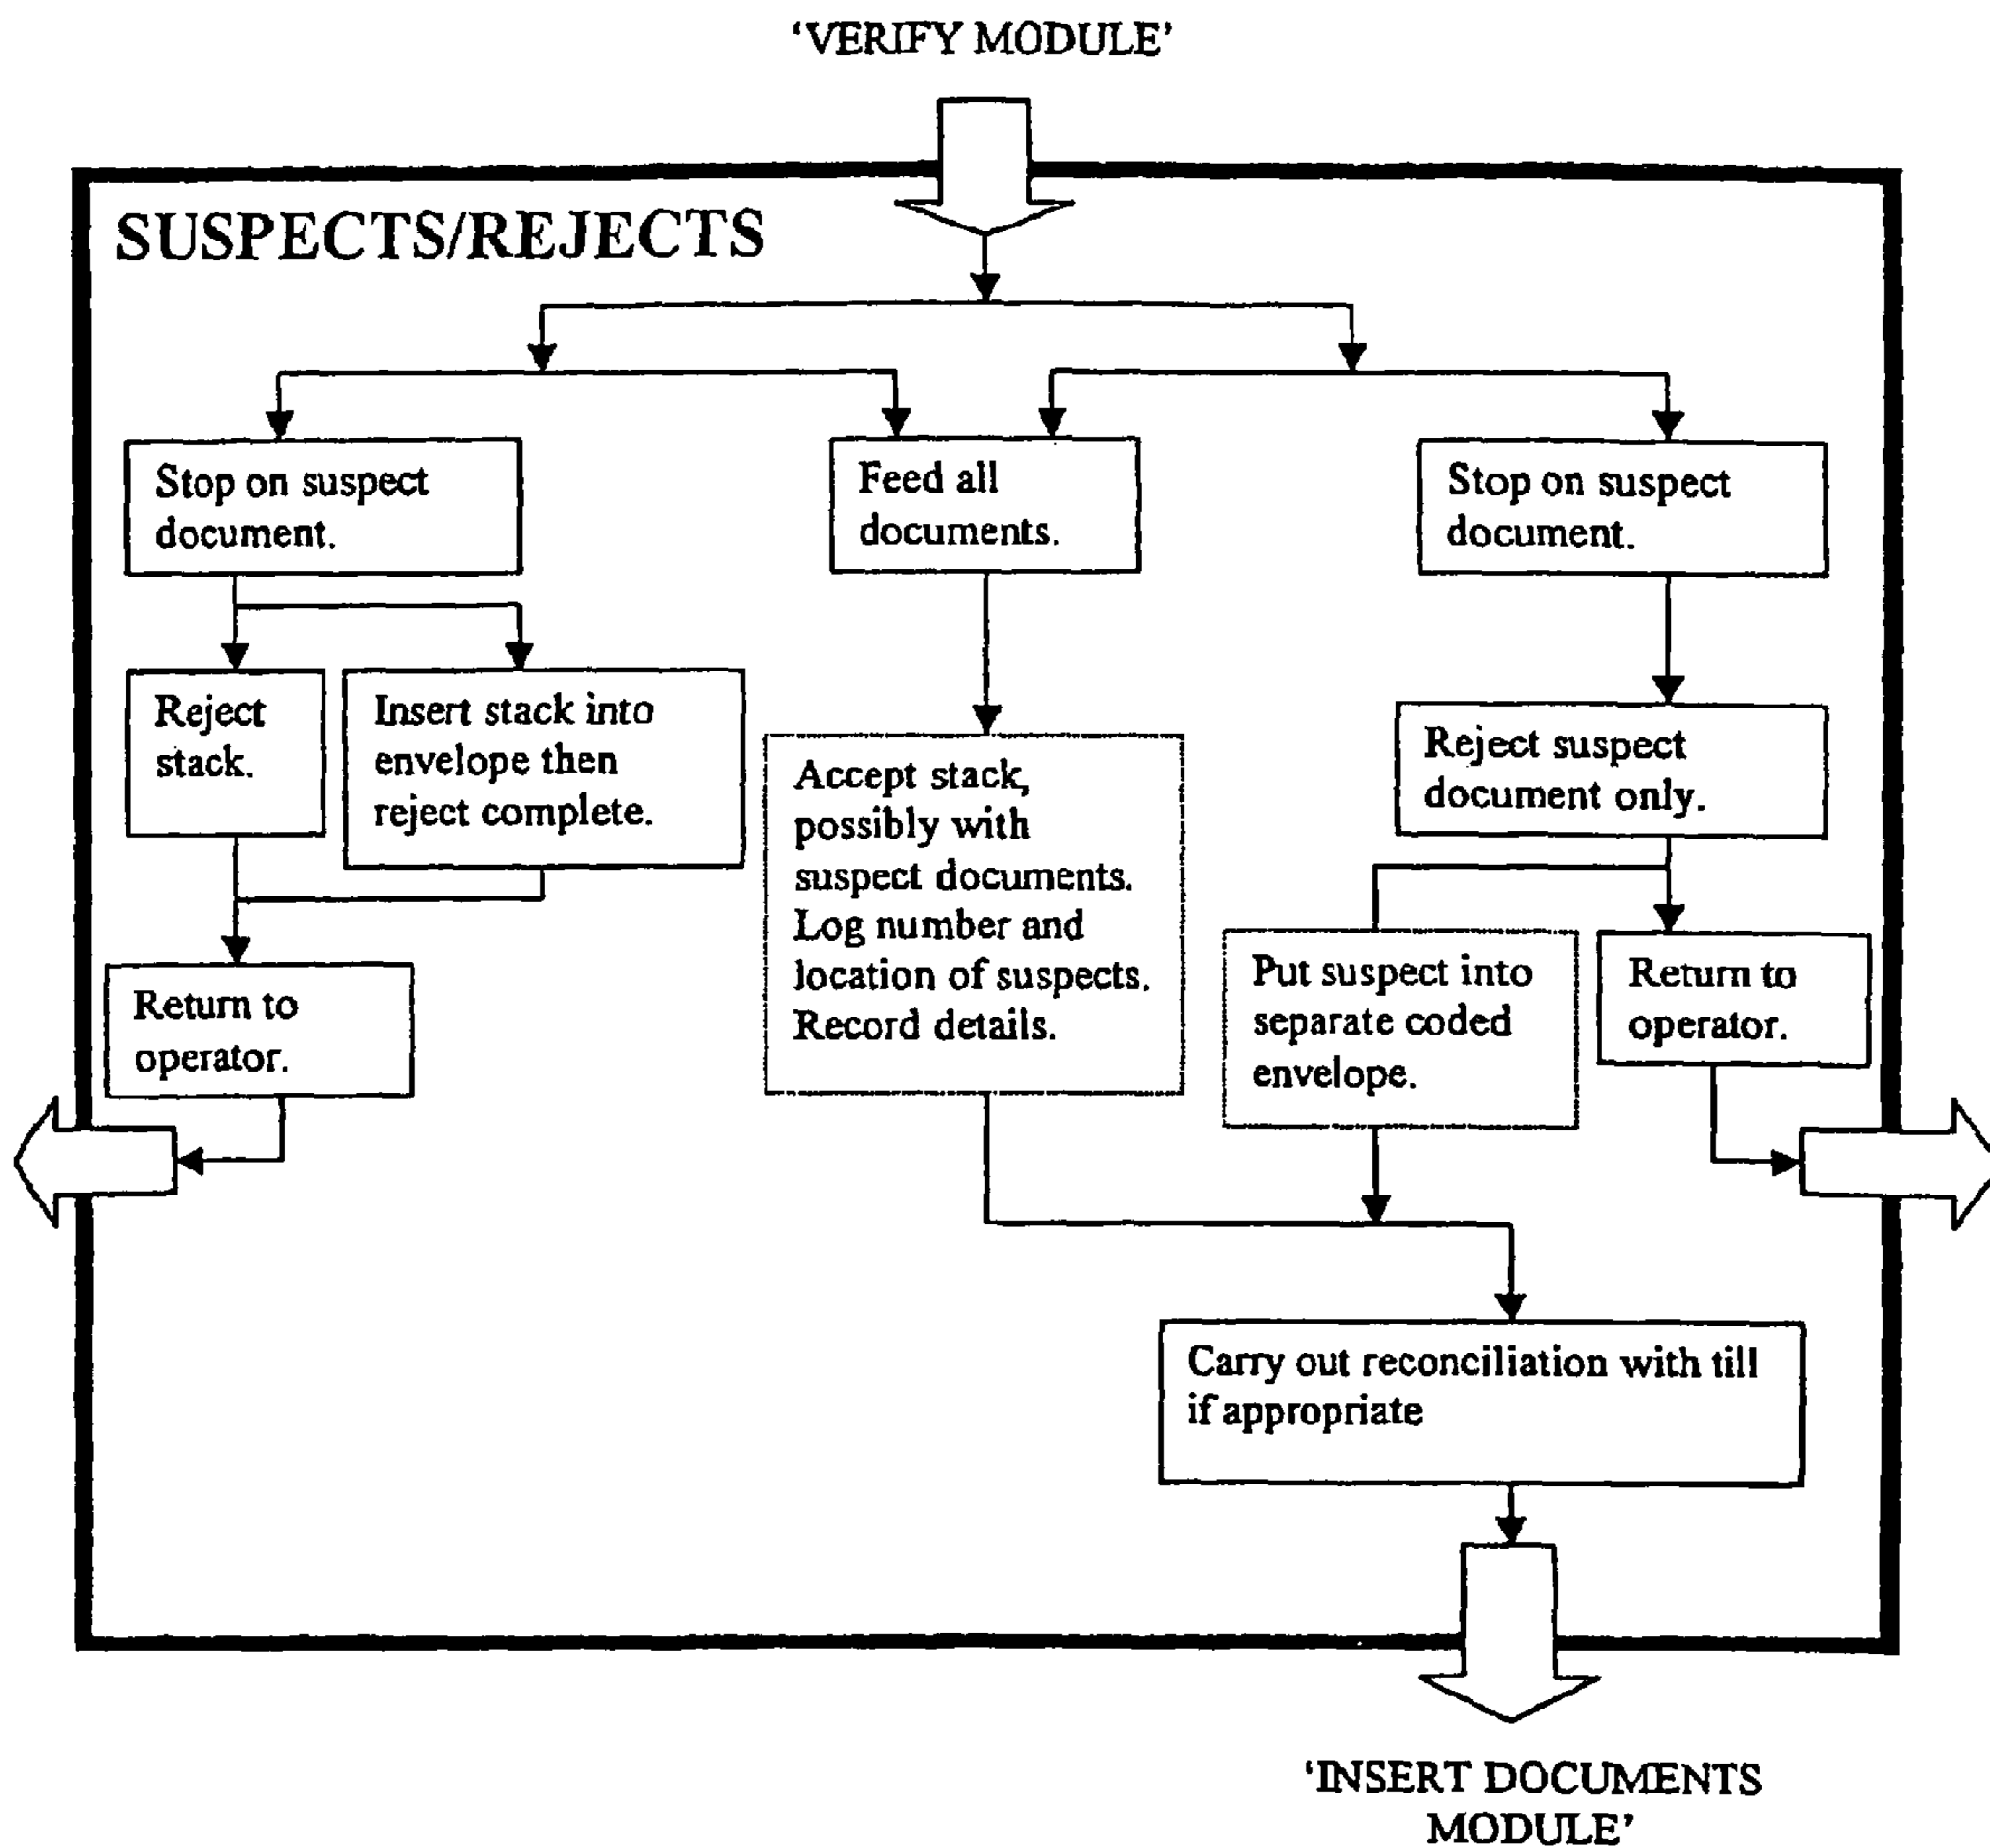 ‘VERIFY MODULE’
SUSPECTS/REJECTS
Stop on suspect
document.
Feed all
documents.
Stop on suspect
document.
Reject
stack.
Insert stack into
envelope then
reject complete.
Accept stack,
possibly with
suspect documents.
Log number and
location of suspects.
Record details.
Reject suspect
document only.
Return to
operator.
Put suspect into
separate coded
envelope.
Return to
operator.
Carry out reconciliation with till
if appropriate
‘INSERT DOCUMENTS
MODULE’